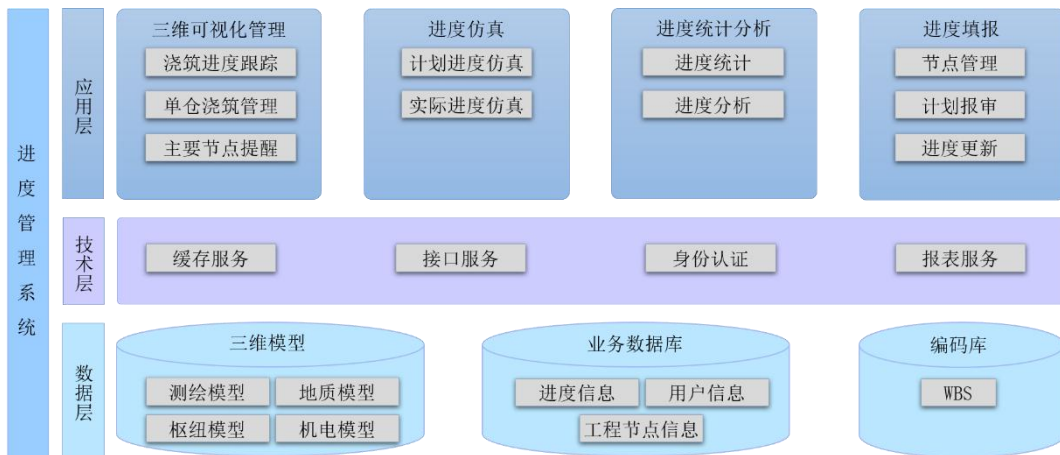 进度管理系统
应用层
三维可视化管理
浇筑进度跟踪
单仓浇筑管理
主要节点提醒
进度仿真
计划进度仿真
实际进度仿真
进度统计分析
进度统计
进度分析
进度填报
节点管理
计划报审
进度更新
技术层
缓存服务
接口服务
身份认证
报表服务
数据层
三维模型
测绘模型
地质模型
枢纽模型
机电模型
业务数据库
进度信息
用户信息
工程节点信息
编码库
WBS